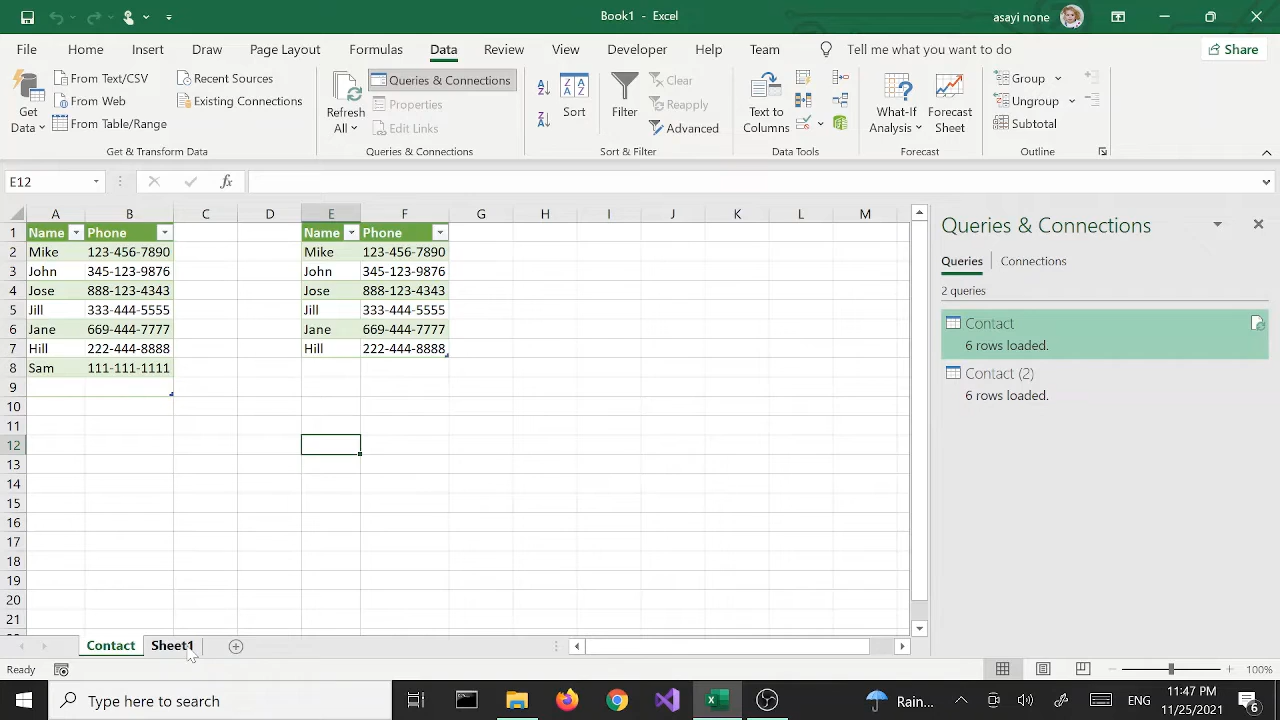 Book1 - Excel
asayi none
File Home Insert Draw Page Layout Formulas Data Review View Developer Help Team Tell me what you want to do Share
Get Data
From Text/CSV
From Web
From Table/Range
Recent Sources
Existing Connections
Get & Transform Data
Refresh All
Queries & Connections
Properties
Edit Links
Queries & Connections
Sort
Filter
Clear
Reapply
Advanced
Sort & Filter
Text to Columns
Data Tools
What-If Analysis
Forecast Sheet
Forecast
Group
Ungroup
Subtotal
Outline
E12 fx
A B C D E F G H I J K L M
1 Name Phone Name Phone
2 Mike 123-456-7890 Mike 123-456-7890
3 John 345-123-9876 John 345-123-9876
4 Jose 888-123-4343 Jose 888-123-4343
5 Jill 333-444-5555 Jill 333-444-5555
6 Jane 669-444-7777 Jane 669-444-7777
7 Hill 222-444-8888 Hill 222-444-8888
8 Sam 111-111-1111
9
10
11
12
13
14
15
16
17
18
19
20
21
Queries & Connections
Queries Connections
2 queries
Contact
6 rows loaded.
Contact (2)
6 rows loaded.
Contact Sheet1
Ready 100%
Type here to search
Rain...
ENG
11:47 PM
11/25/2021
6